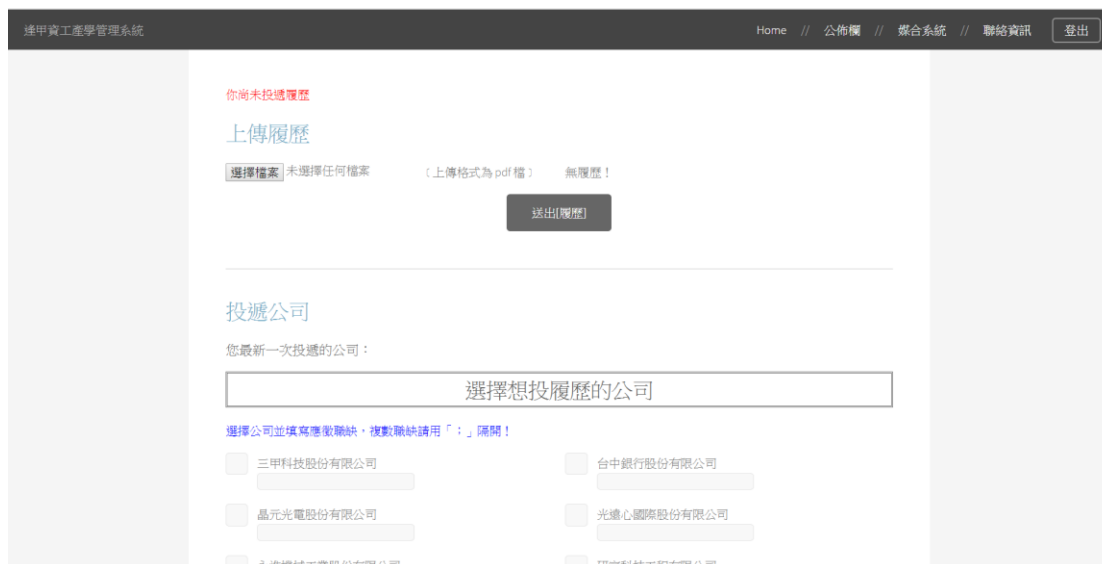 逢甲資工產學管理系統
Home // 公佈欄 // 媒合系統 // 聯絡資訊 登出
你尚未投遞履歷
上傳履歷
選擇檔案 未選擇任何檔案 (上傳格式為pdf檔) 無履歷!
送出[履歷]
投遞公司
您最新一次投遞的公司:
選擇想投履歷的公司
選擇公司並填寫應徵職缺,複數職缺請用「;」隔開!
三甲科技股份有限公司 台中銀行股份有限公司
晶元光電股份有限公司 光遠心國際股份有限公司